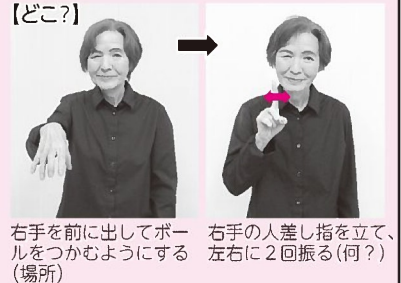 【どこ?】
右手を前に出してボー
ルをつかむようにする
(場所)
右手の人差し指を立て、
左右に2回振る(何?)